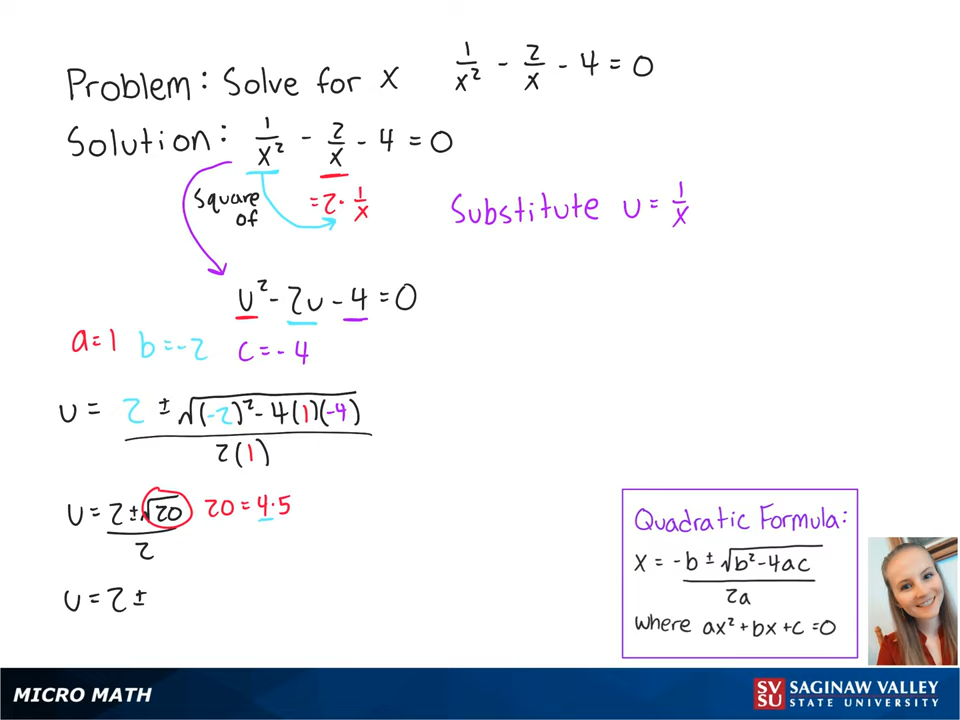 Problem: Solve for x 1/x² - 2/x - 4 = 0
Solution: 1/x² - 2/x - 4 = 0
Square of
= 2 · 1/x
Substitute u = 1/x
u² - 2u - 4 = 0
a = 1 b = -2 c = -4
u = 2 ± √(-2)² - 4(1)(-4) / 2(1)
u = 2 ± √20 / 2 20 = 4 · 5
u = 2 ±
Quadratic Formula:
x = -b ± √b² - 4ac / 2a
where ax² + bx + c = 0
MICRO MATH
SV SU SAGINAW VALLEY
STATE UNIVERSITY